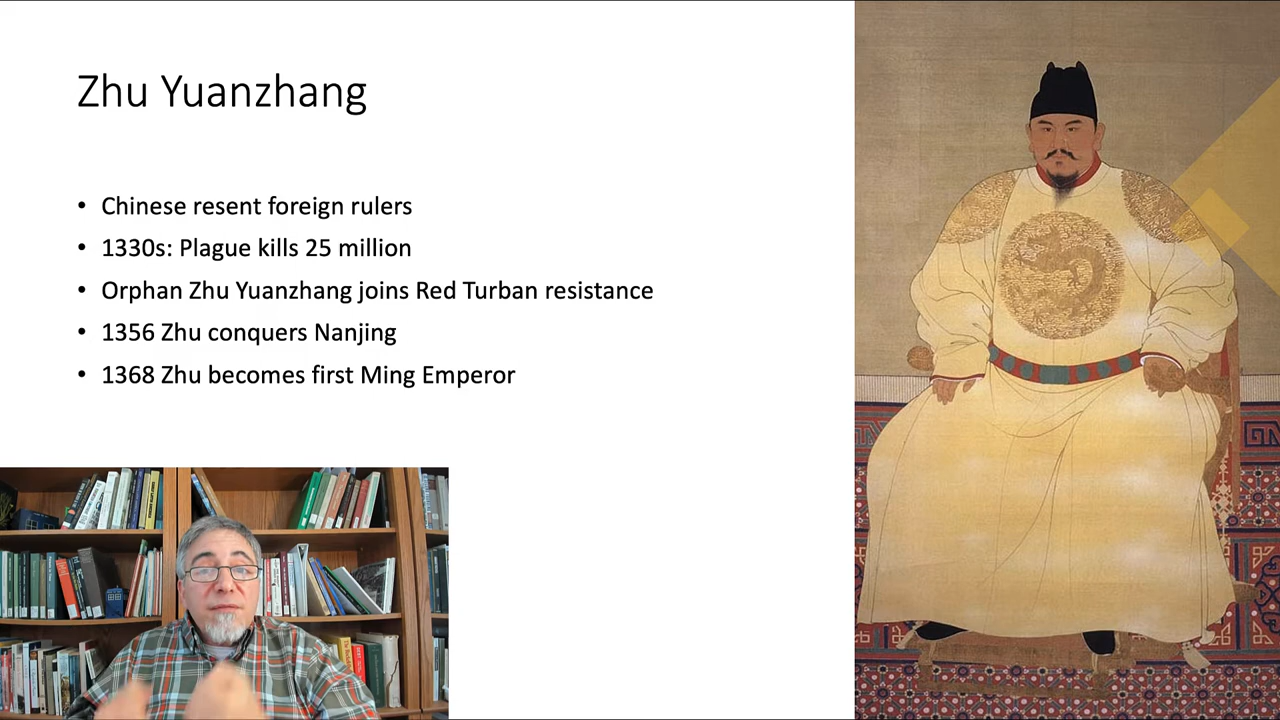 Zhu Yuanzhang
• Chinese resent foreign rulers
• 1330s: Plague kills 25 million
• Orphan Zhu Yuanzhang joins Red Turban resistance
• 1356 Zhu conquers Nanjing
• 1368 Zhu becomes first Ming Emperor